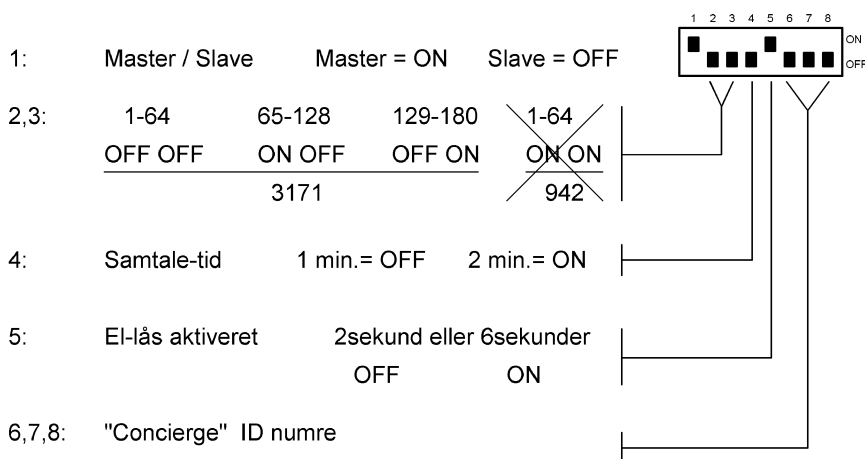 1 2 3 4 5 6 7 8
ON
OFF
1: Master / Slave Master = ON Slave = OFF
2,3: 1-64 65-128 129-180 1-64
OFF OFF ON OFF OFF ON ON ON
3171 942
4: Samtale-tid 1 min.= OFF 2 min.= ON
5: El-lås aktiveret 2sekund eller 6sekunder
OFF ON
6,7,8: "Concierge" ID numre